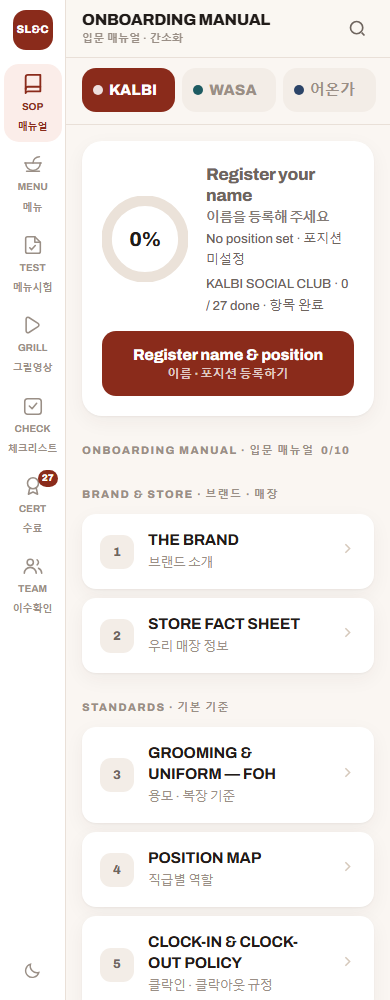 SL&C
SOP
매뉴얼
MENU
메뉴
TEST
메뉴시험
GRILL
그릴영상
CHECK
체크리스트
27
CERT
수료
TEAM
이수확인
ONBOARDING MANUAL
입문 매뉴얼 · 간소화
KALBI
WASA
어온가
0%
Register your
name
이름을 등록해 주세요
No position set · 포지션
미설정
KALBI SOCIAL CLUB · 0
/ 27 done · 항목 완료
Register name & position
이름 · 포지션 등록하기
ONBOARDING MANUAL · 입문 매뉴얼 0/10
BRAND & STORE · 브랜드 · 매장
1
THE BRAND
브랜드 소개
2
STORE FACT SHEET
우리 매장 정보
STANDARDS · 기본 기준
3
GROOMING &
UNIFORM — FOH
용모 · 복장 기준
4
POSITION MAP
직급별 역할
5
CLOCK-IN & CLOCK-
OUT POLICY
클락인 · 클락아웃 규정